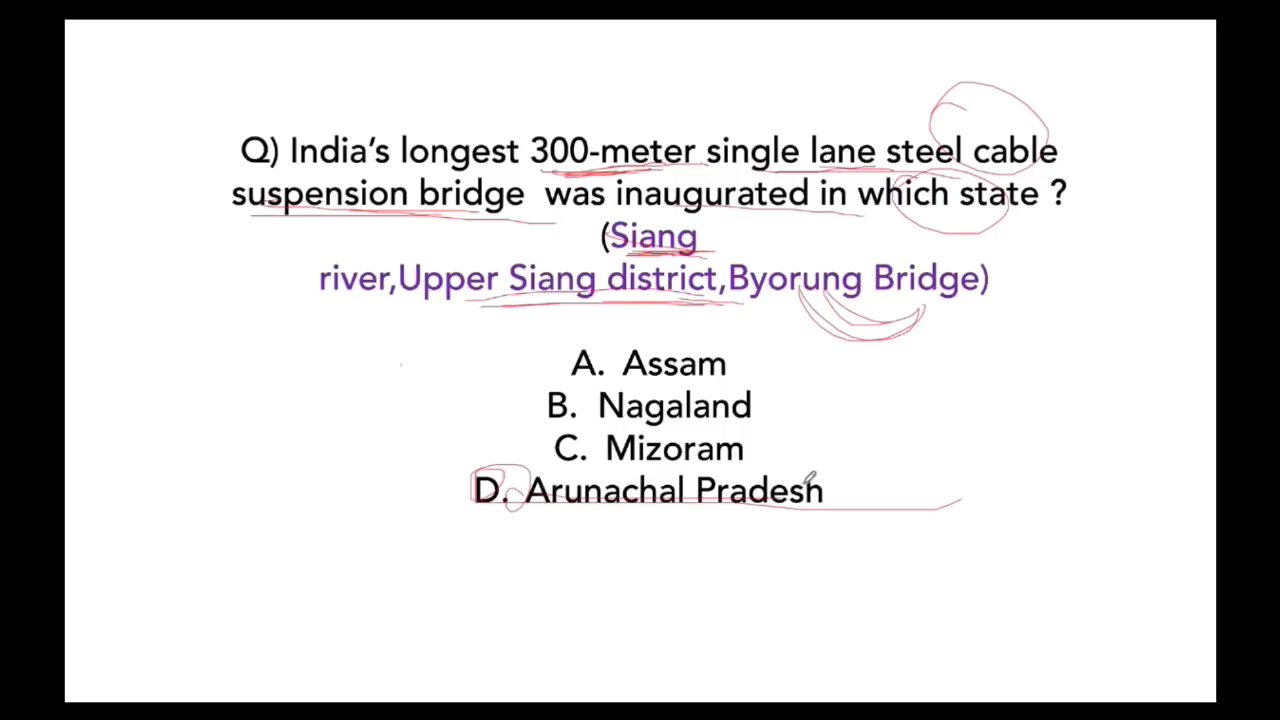 Q) India's longest 300-meter single lane steel cable
suspension bridge was inaugurated in which state ?
(Siang
river,Upper Siang district,Byorung Bridge)
A. Assam
B. Nagaland
C. Mizoram
D. Arunachal Pradesh